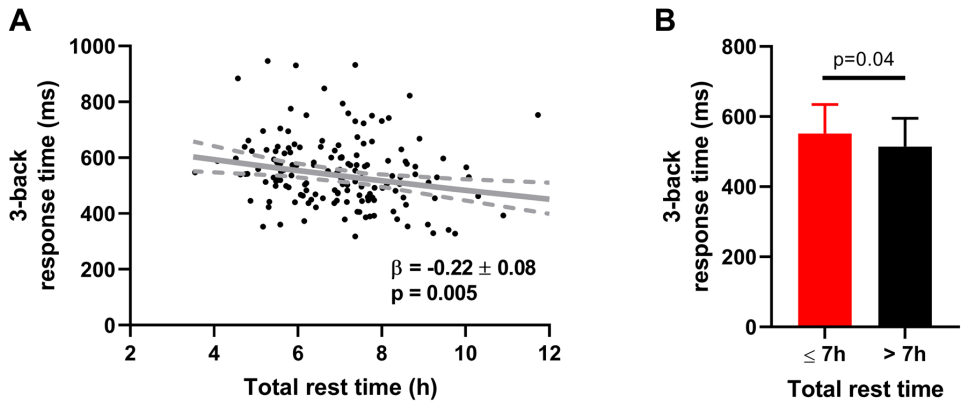 A
3-back
response time (ms)
1000
800
600
400
200
0
β = -0.22 ± 0.08
p = 0.005
2
4
6
8
10
12
Total rest time (h)
B
3-back
response time (ms)
800
600
400
200
0
p=0.04
≤ 7h
> 7h
Total rest time